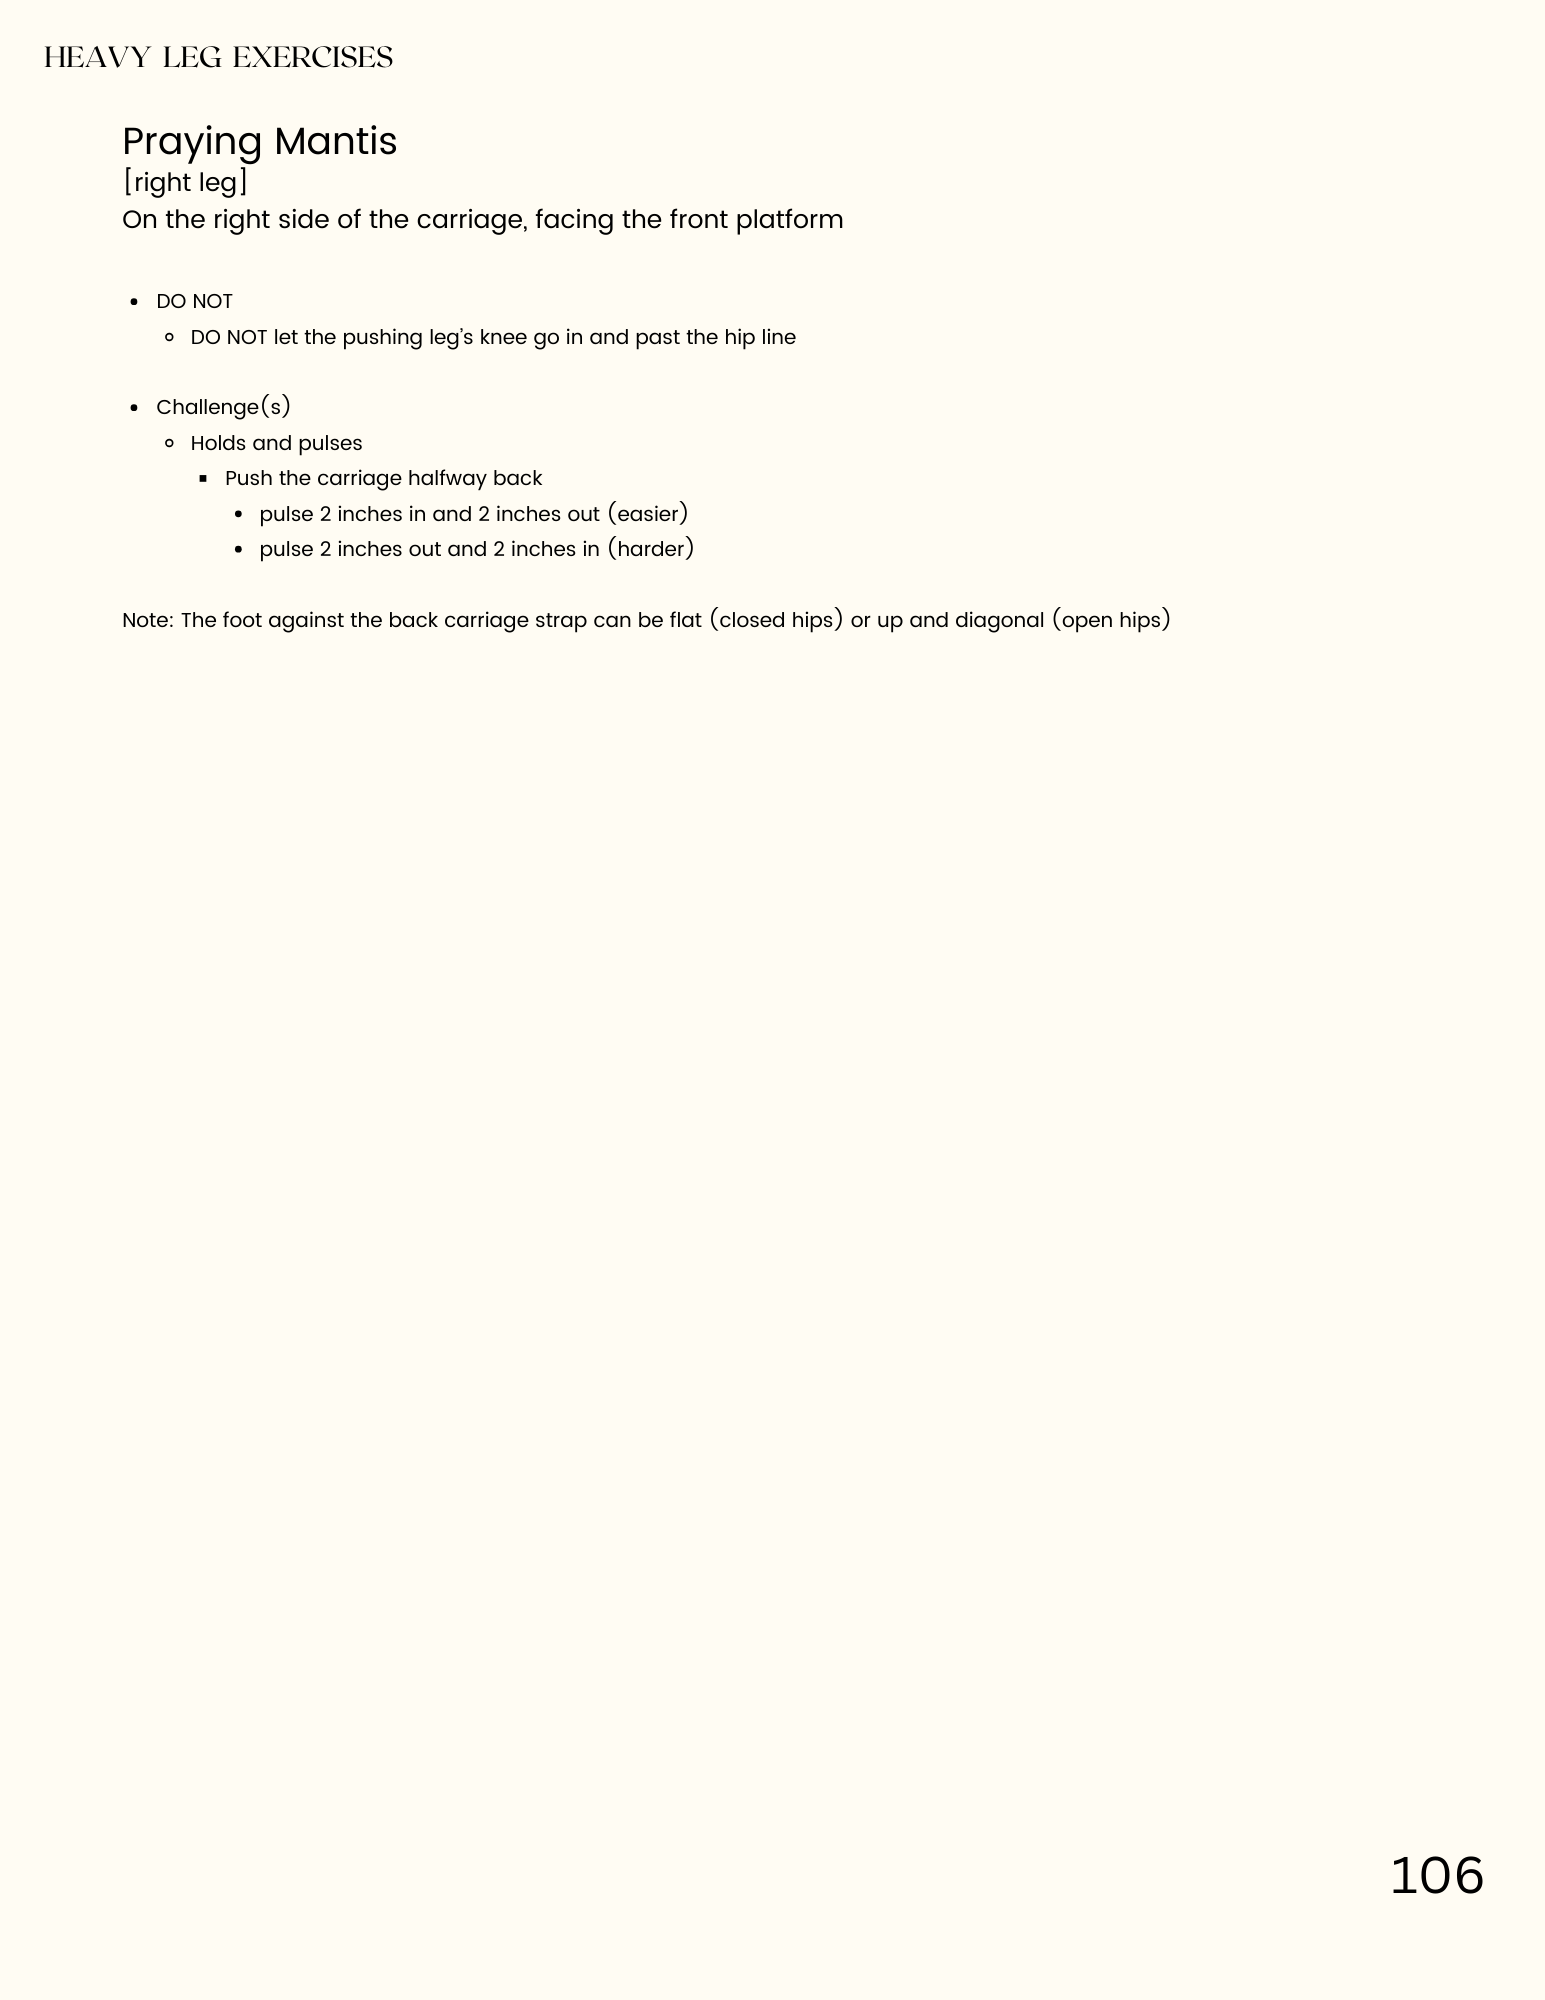 HEAVY LEG EXERCISES
Praying Mantis
[right leg]
On the right side of the carriage, facing the front platform
• DO NOT
◦ DO NOT let the pushing leg’s knee go in and past the hip line
• Challenge(s)
◦ Holds and pulses
▪ Push the carriage halfway back
• pulse 2 inches in and 2 inches out (easier)
• pulse 2 inches out and 2 inches in (harder)
Note: The foot against the back carriage strap can be flat (closed hips) or up and diagonal (open hips)
106